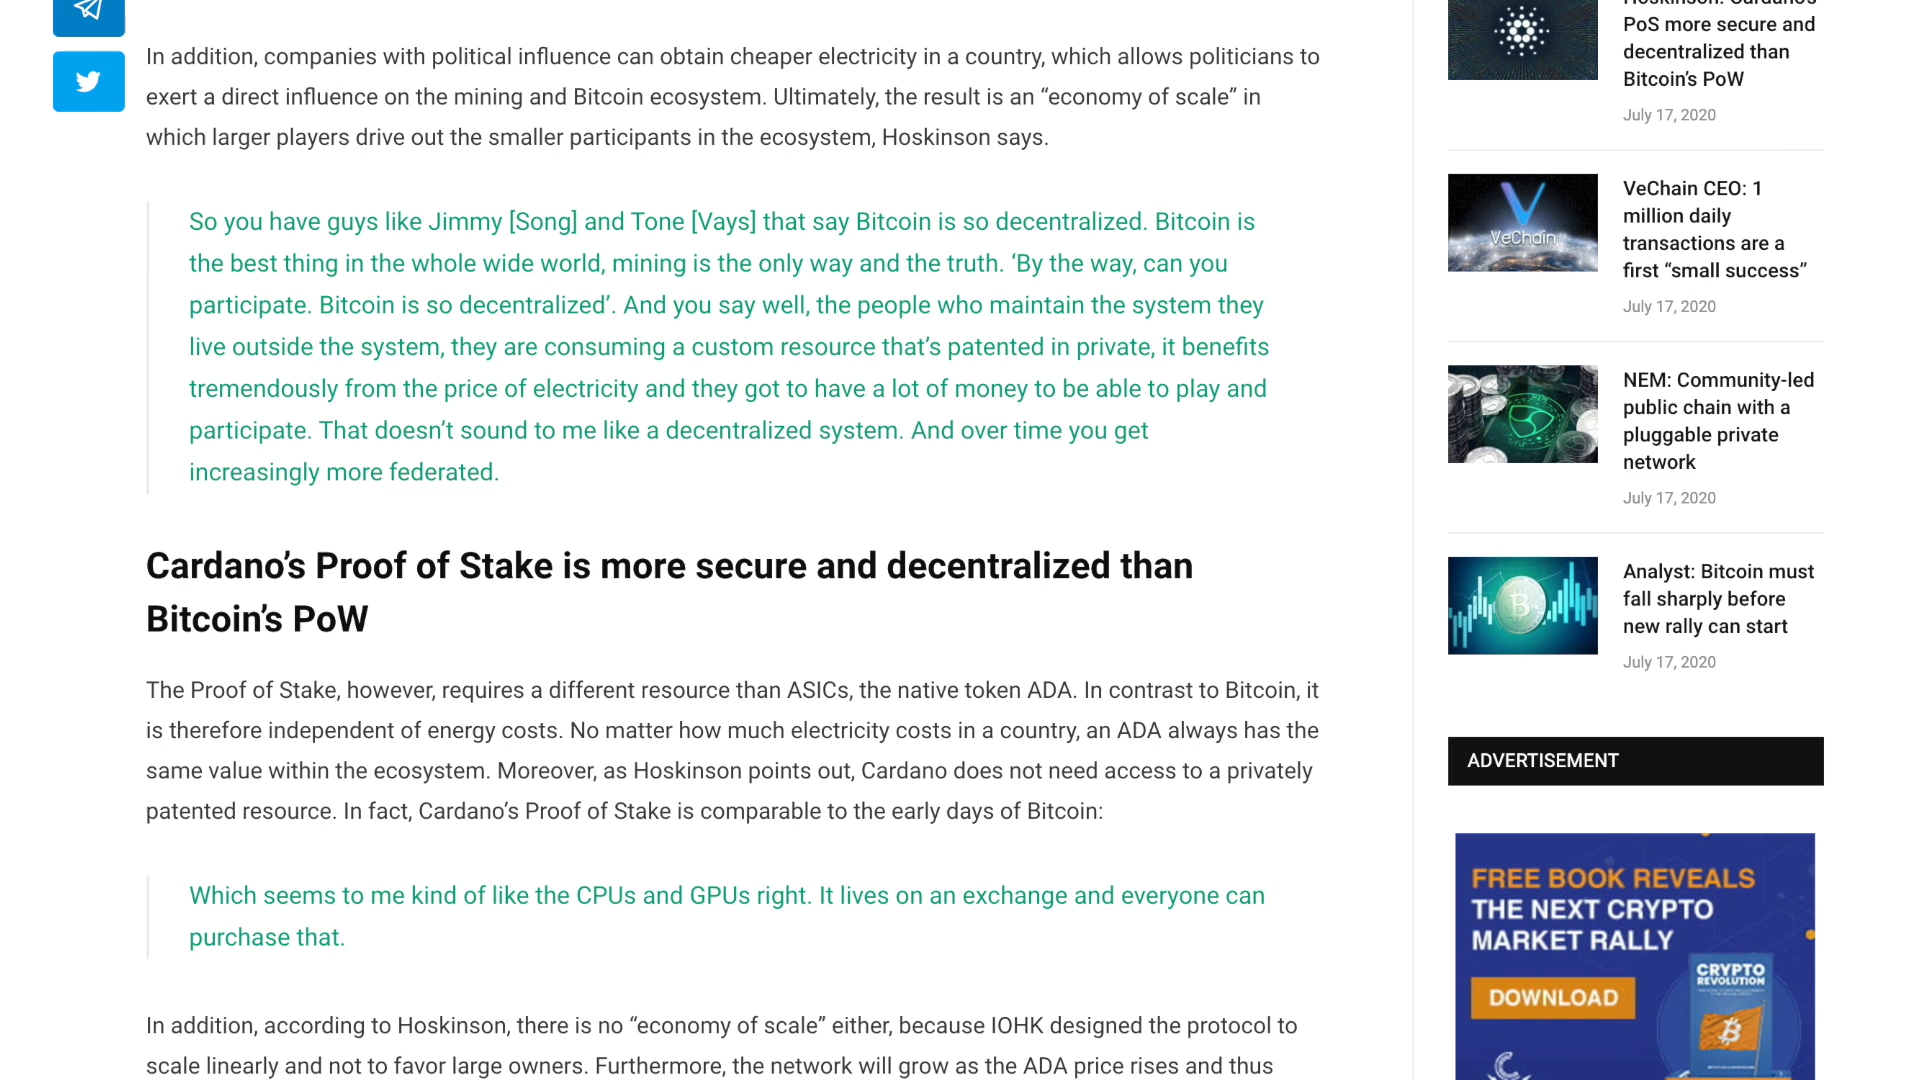 In addition, companies with political influence can obtain cheaper electricity in a country, which allows politicians to
exert a direct influence on the mining and Bitcoin ecosystem. Ultimately, the result is an “economy of scale” in
which larger players drive out the smaller participants in the ecosystem, Hoskinson says.
So you have guys like Jimmy [Song] and Tone [Vays] that say Bitcoin is so decentralized. Bitcoin is
the best thing in the whole wide world, mining is the only way and the truth. ‘By the way, can you
participate. Bitcoin is so decentralized’. And you say well, the people who maintain the system they
live outside the system, they are consuming a custom resource that’s patented in private, it benefits
tremendously from the price of electricity and they got to have a lot of money to be able to play and
participate. That doesn’t sound to me like a decentralized system. And over time you get
increasingly more federated.
Cardano’s Proof of Stake is more secure and decentralized than
Bitcoin’s PoW
The Proof of Stake, however, requires a different resource than ASICs, the native token ADA. In contrast to Bitcoin, it
is therefore independent of energy costs. No matter how much electricity costs in a country, an ADA always has the
same value within the ecosystem. Moreover, as Hoskinson points out, Cardano does not need access to a privately
patented resource. In fact, Cardano’s Proof of Stake is comparable to the early days of Bitcoin:
Which seems to me kind of like the CPUs and GPUs right. It lives on an exchange and everyone can
purchase that.
In addition, according to Hoskinson, there is no “economy of scale” either, because IOHK designed the protocol to
scale linearly and not to favor large owners. Furthermore, the network will grow as the ADA price rises and thus
Hoskinson: Cardano’s
PoS more secure and
decentralized than
Bitcoin’s PoW
July 17, 2020
VeChain
VeChain CEO: 1
million daily
transactions are a
first “small success”
July 17, 2020
NEM: Community-led
public chain with a
pluggable private
network
July 17, 2020
Analyst: Bitcoin must
fall sharply before
new rally can start
July 17, 2020
ADVERTISEMENT
FREE BOOK REVEALS
THE NEXT CRYPTO
MARKET RALLY
DOWNLOAD
CRYPTO
REVOLUTION